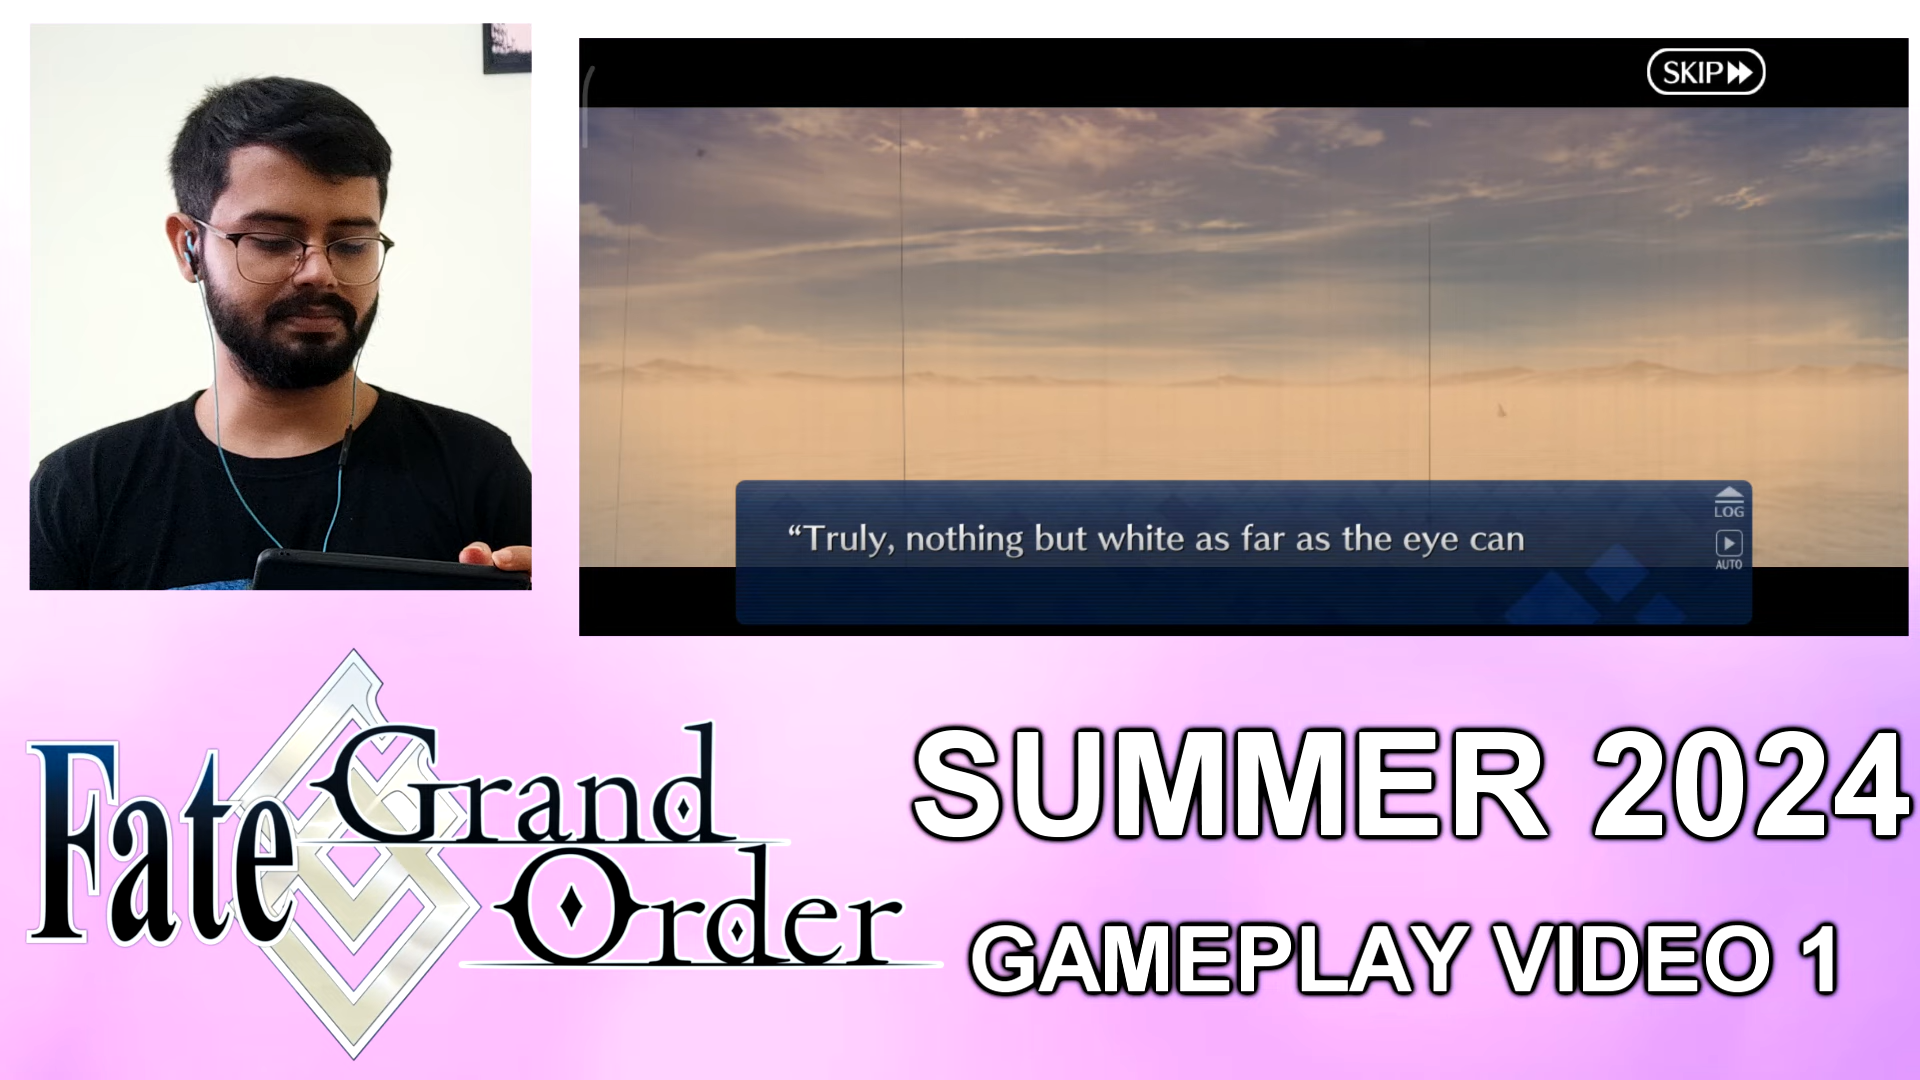 SKIP
“Truly, nothing but white as far as the eye can
LOG
AUTO
Fate
Grand
Order
SUMMER 2024
GAMEPLAY VIDEO 1